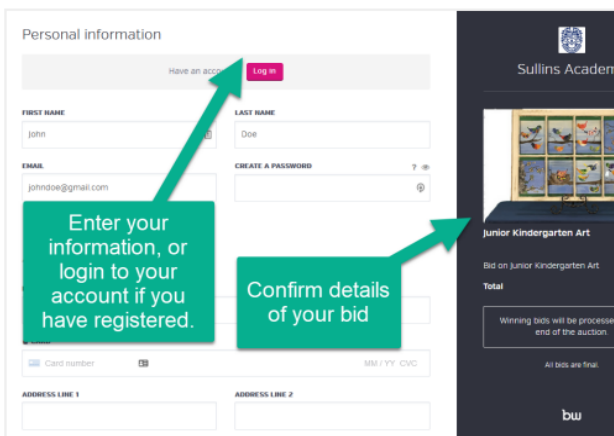 Personal information
Have an acco
Log in
FIRST NAME
LAST NAME
John
Doe
EMAIL
CREATE A PASSWORD
?
johndoe@gmail.com
Enter your
information, or
login to your
account if you
have registered.
Confirm details
of your bid
Card number
MM / YY CVC
ADDRESS LINE 1
ADDRESS LINE 2
Sullins Academ
Junior Kindergarten Art
Bid on Junior Kindergarten Art
Total
Winning bids will be processe
end of the auction
All bids are final.
bw